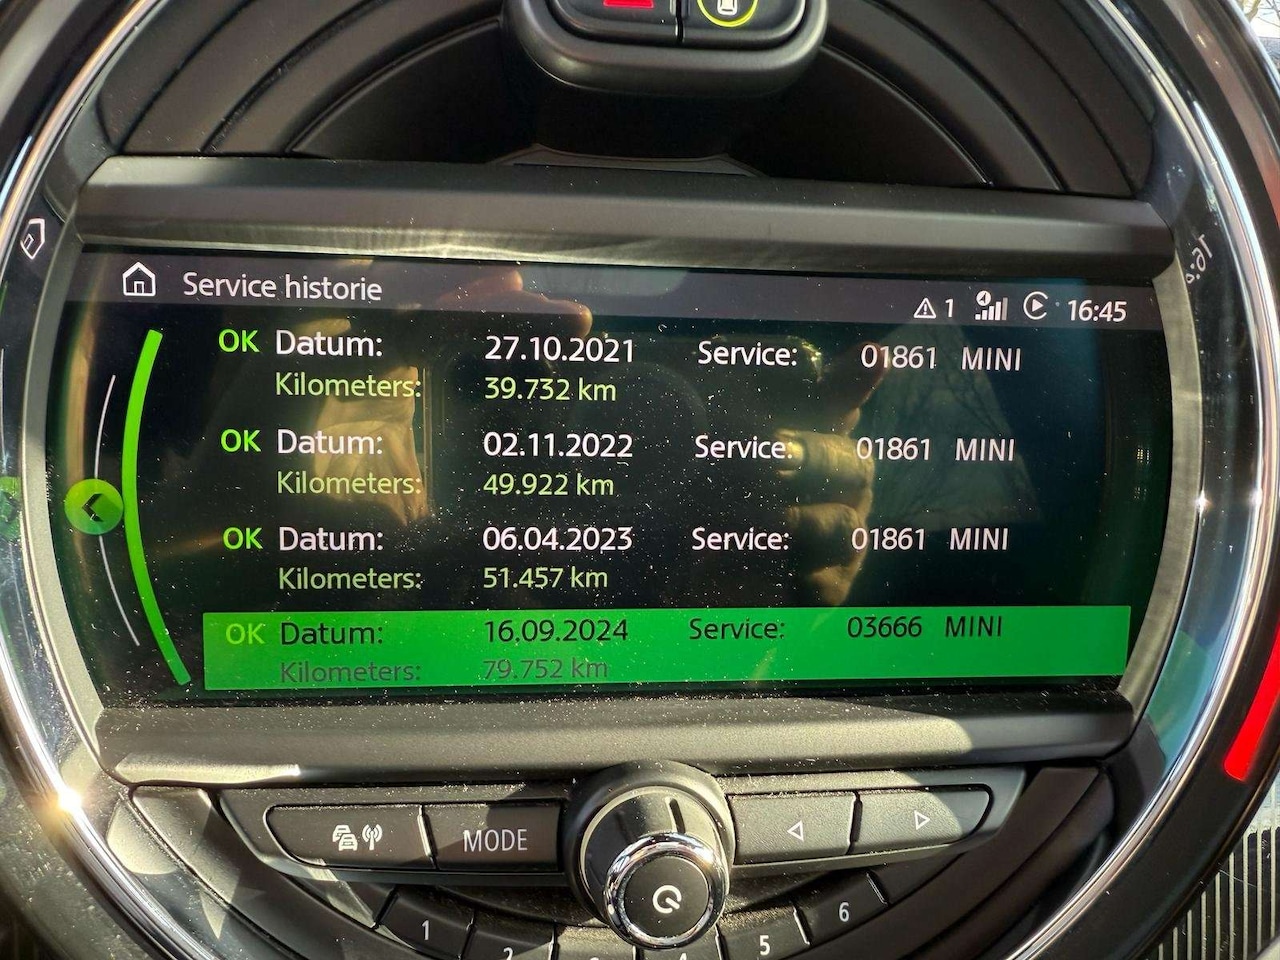 Service historie
1 16:45
OK Datum: 27.10.2021 Service: 01861 MINI
Kilometers: 39.732 km
OK Datum: 02.11.2022 Service: 01861 MINI
Kilometers: 49.922 km
OK Datum: 06.04.2023 Service: 01861 MINI
Kilometers: 51.457 km
OK Datum: 16.09.2024 Service: 03666 MINI
Kilometers: 79.752 km
MODE
1 2 5 6